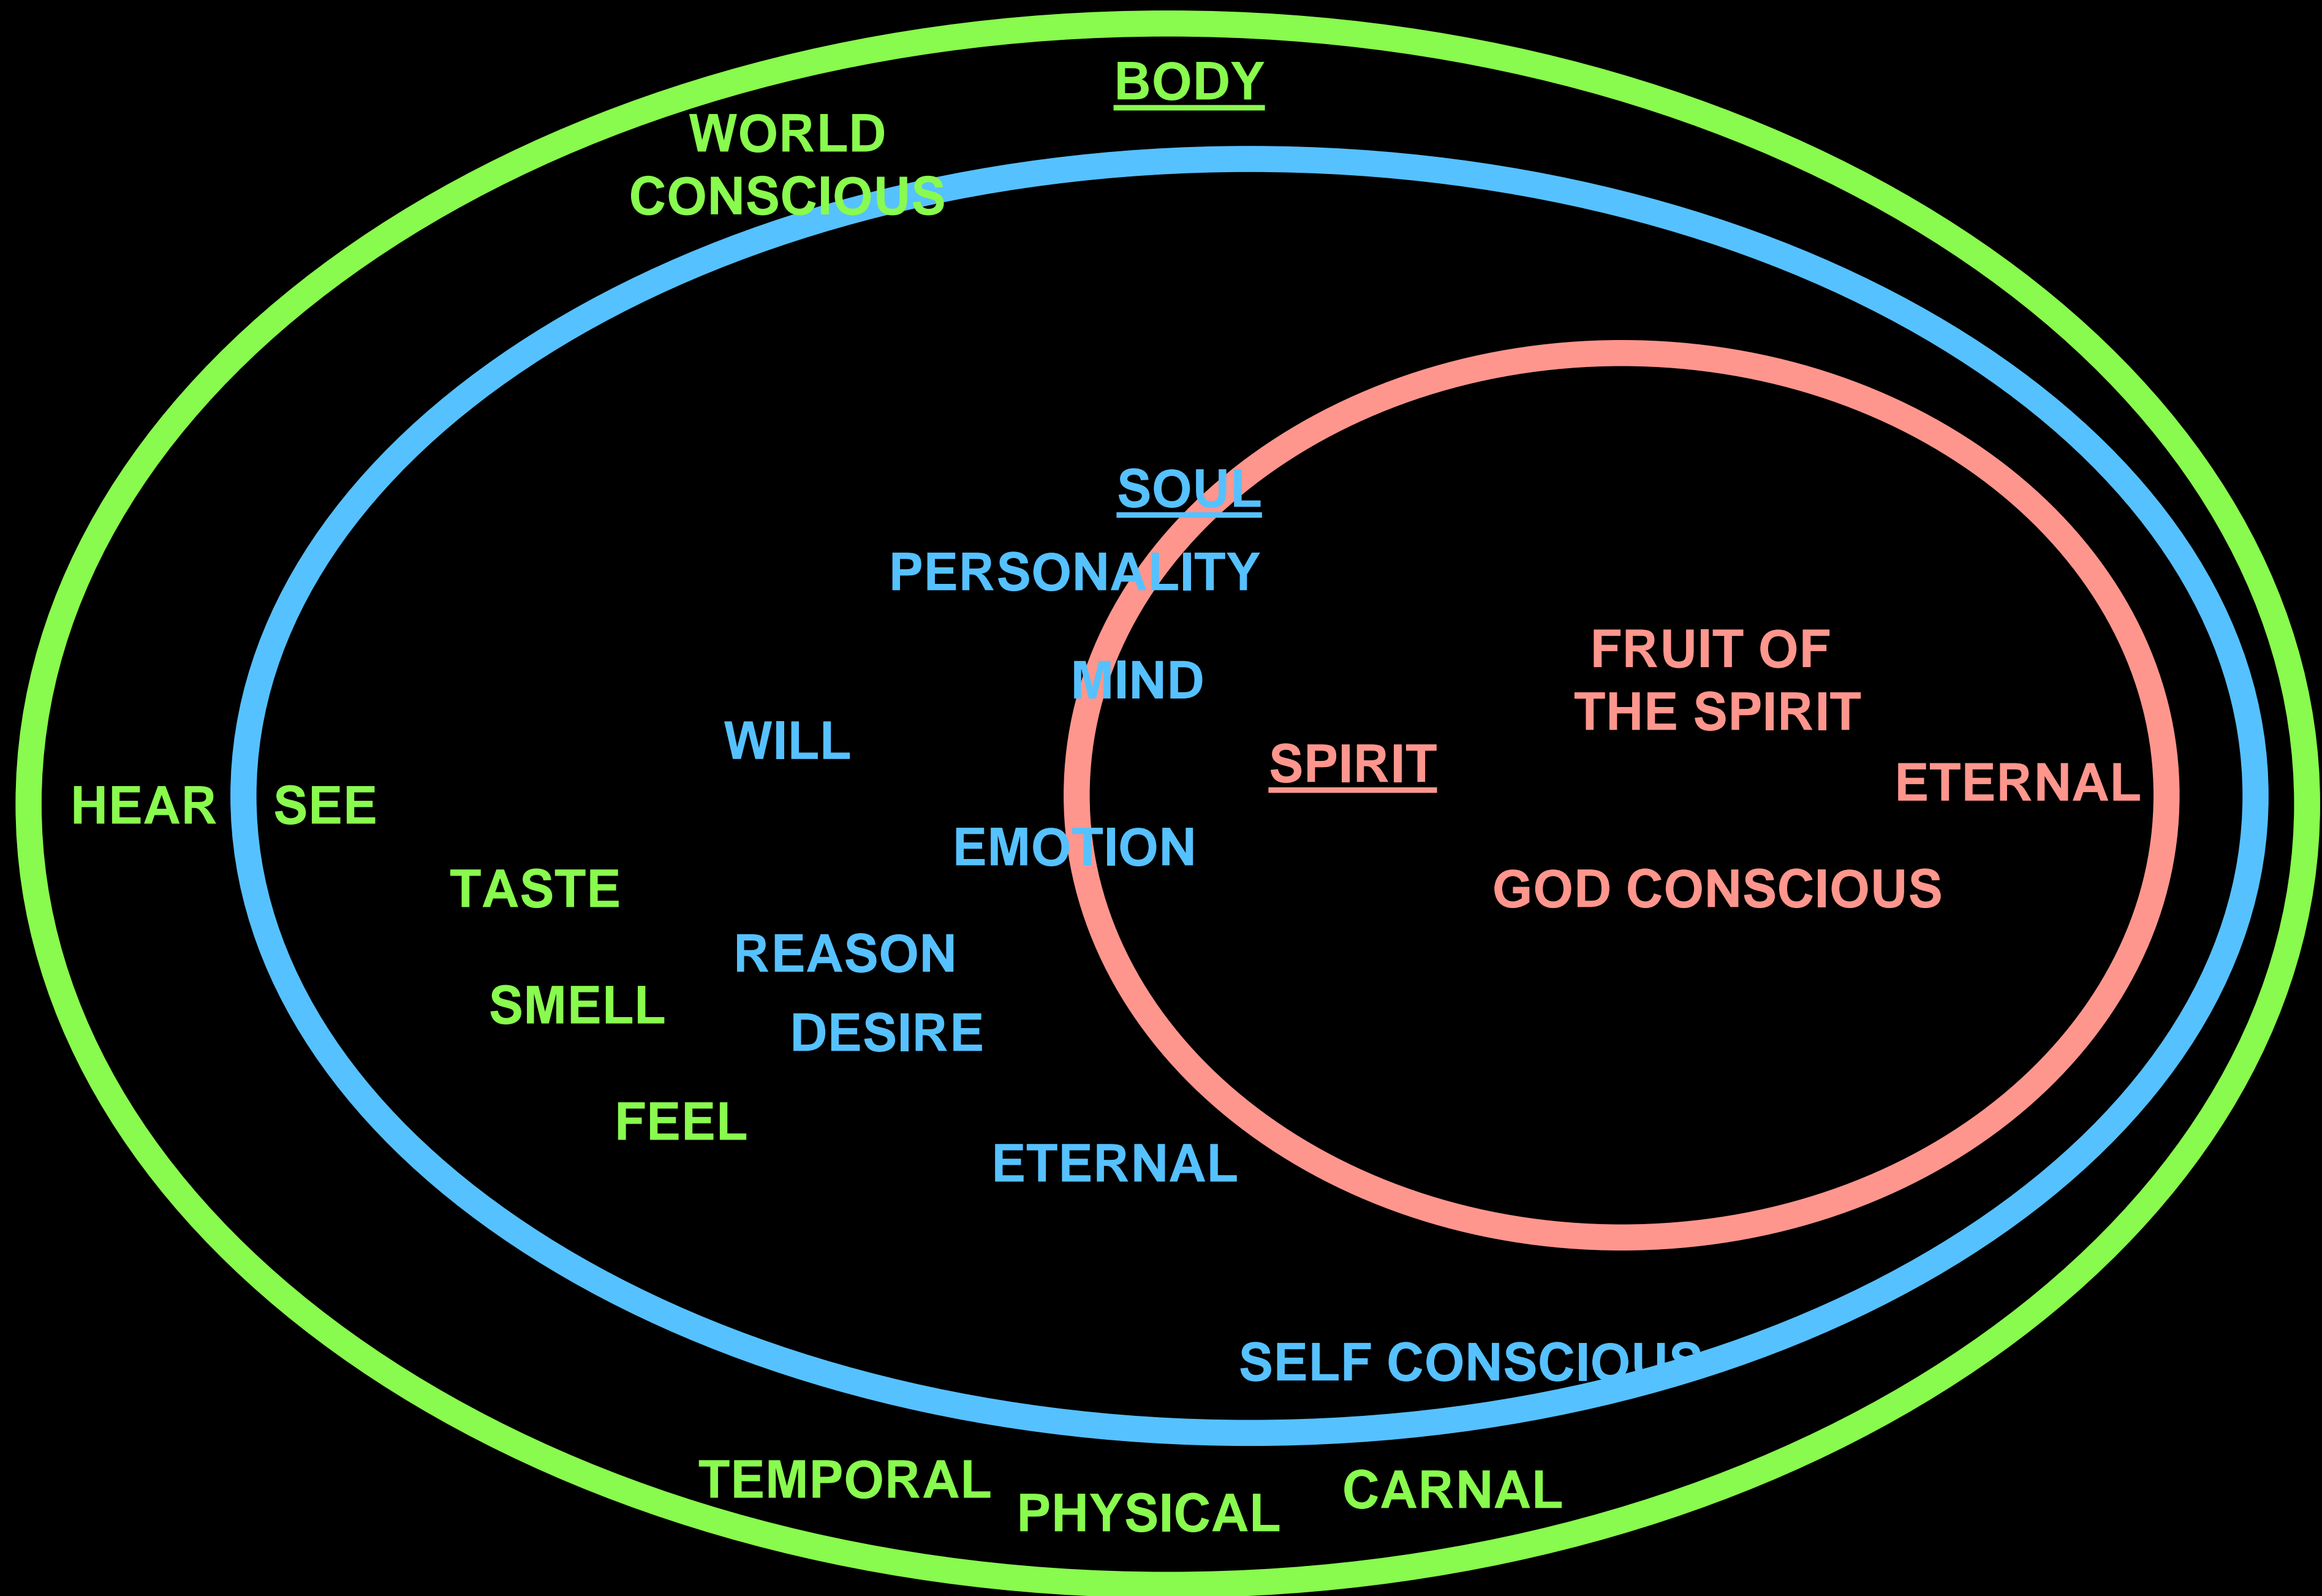 BODY
WORLD
CONSCIOUS
SOUL
PERSONALITY
MIND
WILL
EMOTION
HEAR
SEE
TASTE
SMELL
FEEL
REASON
DESIRE
ETERNAL
SPIRIT
FRUIT OF
THE SPIRIT
ETERNAL
GOD CONSCIOUS
SELF CONSCIOUS
TEMPORAL
PHYSICAL
CARNAL